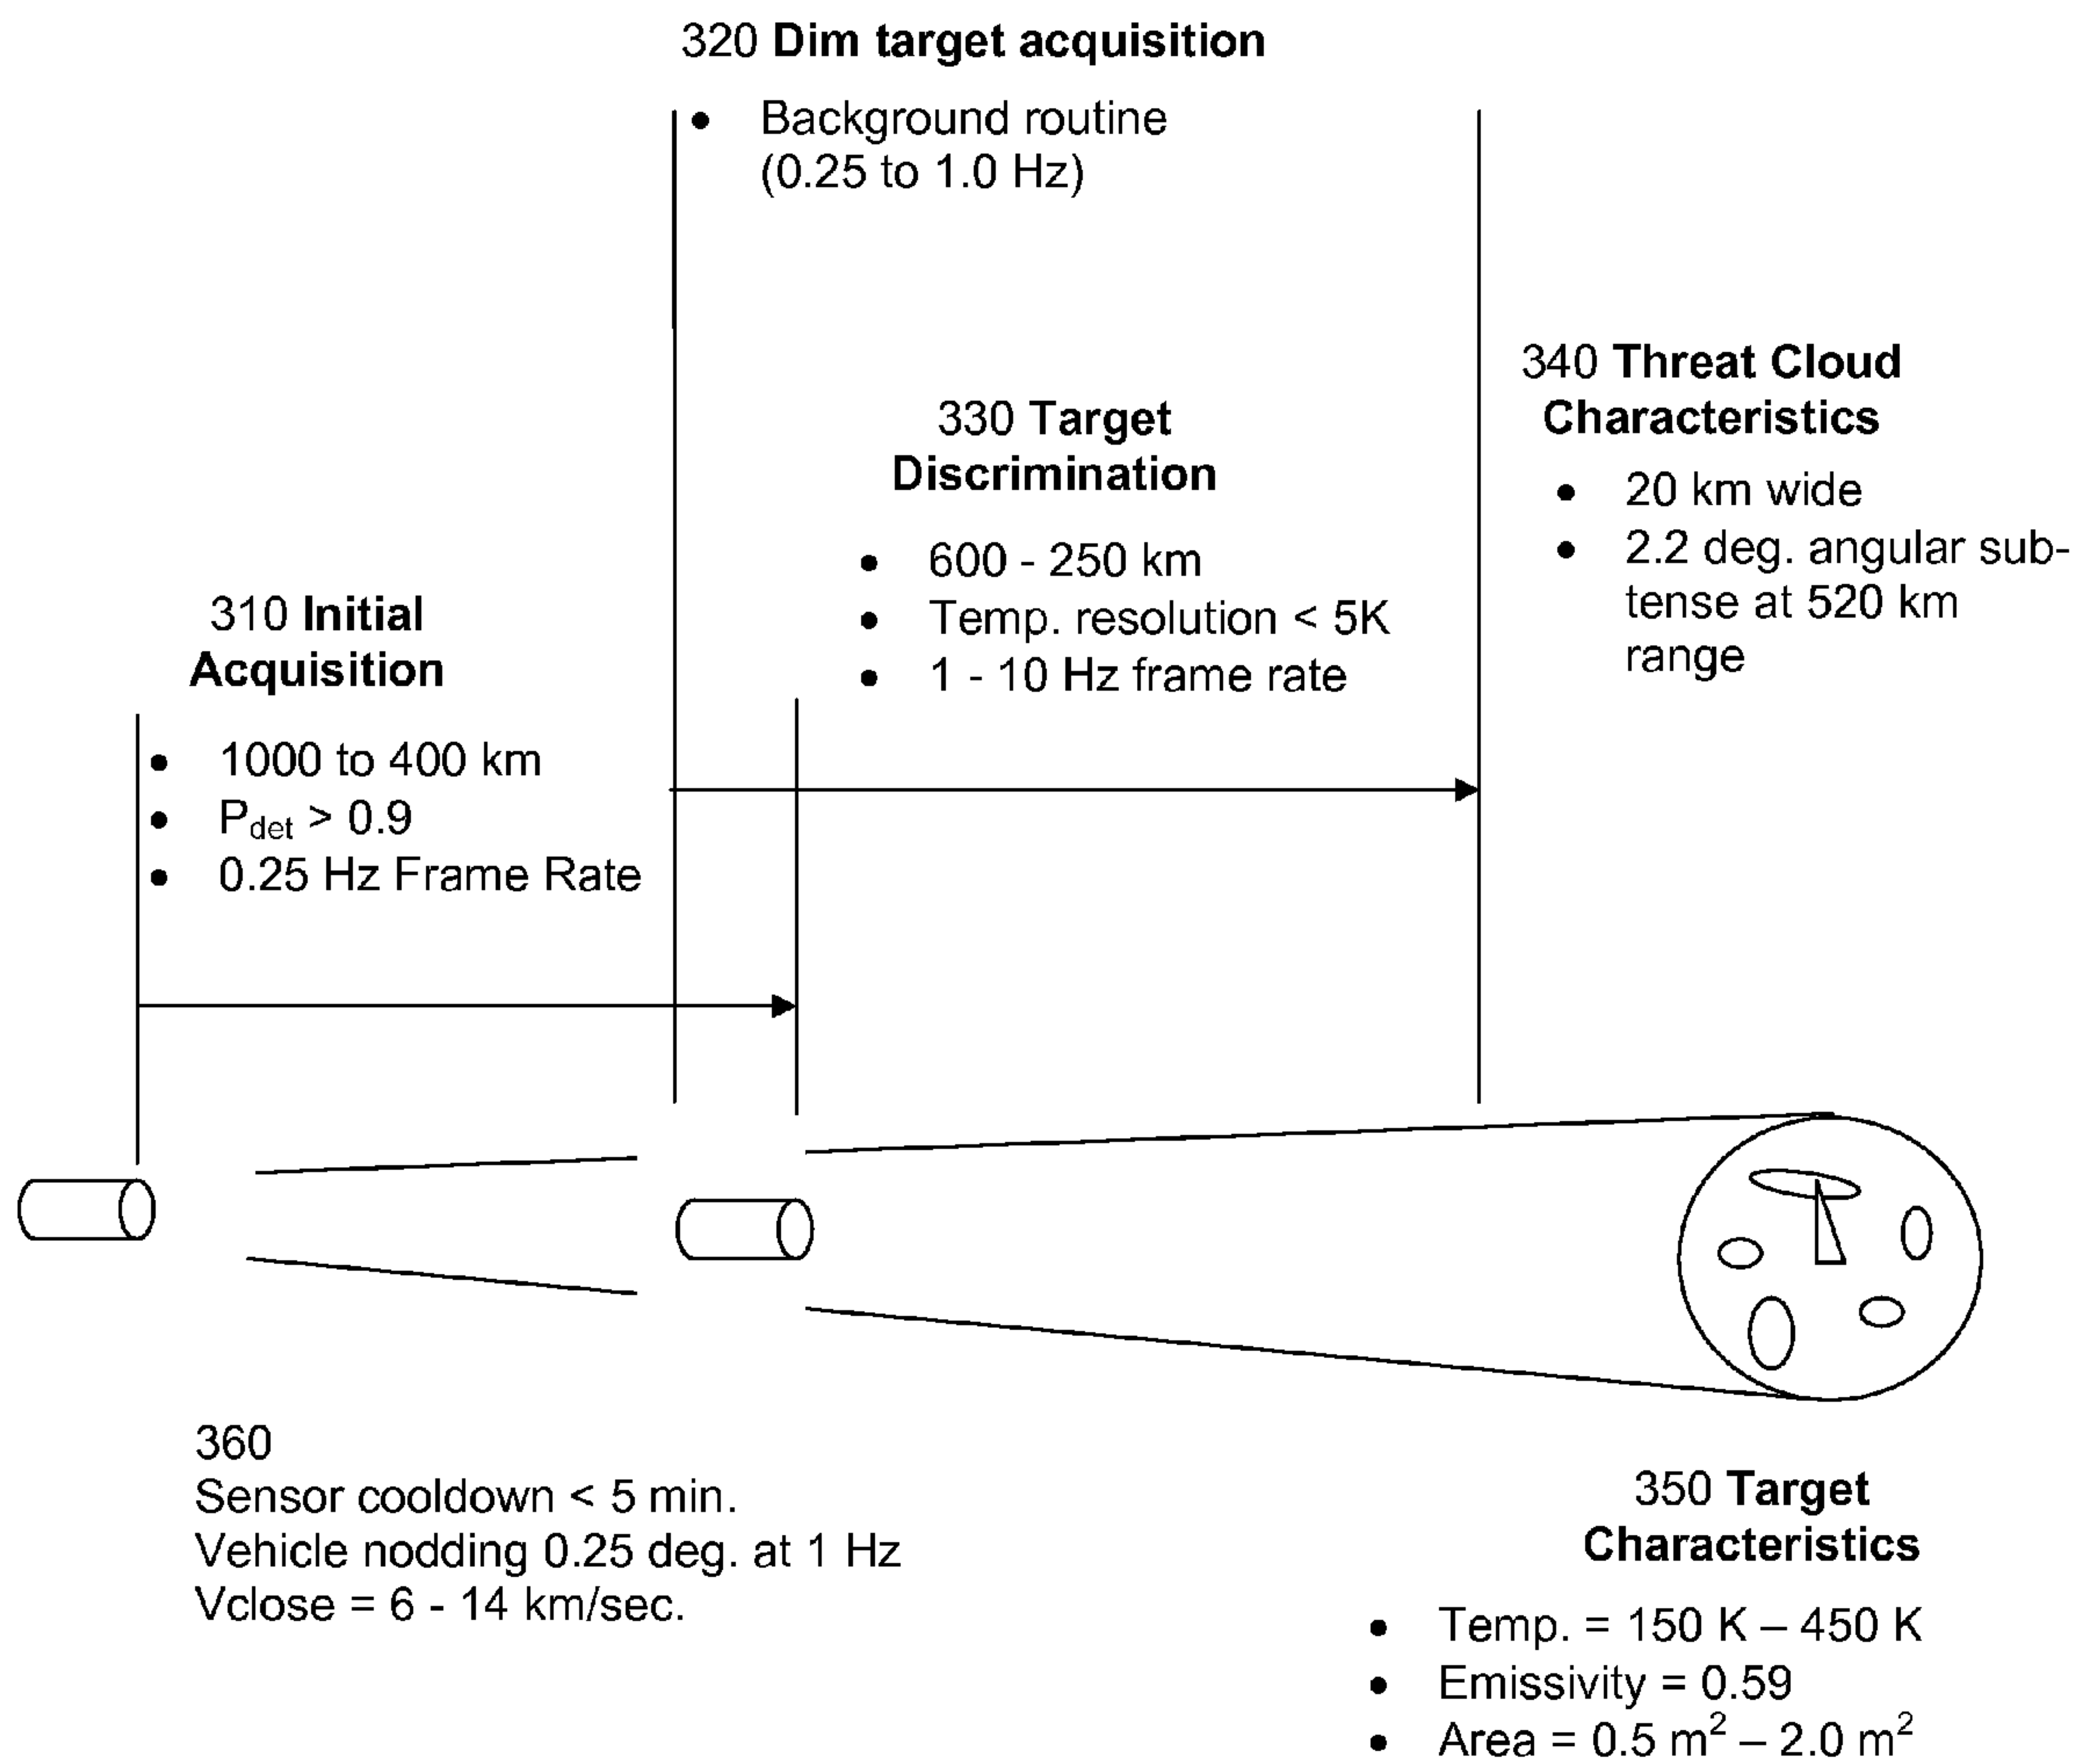 320 Dim target acquisition
• Background routine
(0.25 to 1.0 Hz)
340 Threat Cloud
Characteristics
• 20 km wide
• 2.2 deg. angular sub-
tense at 520 km
range
330 Target
Discrimination
• 600 - 250 km
• Temp. resolution < 5K
• 1 - 10 Hz frame rate
310 Initial
Acquisition
• 1000 to 400 km
• P<sub>det</sub> > 0.9
• 0.25 Hz Frame Rate
360
Sensor cooldown < 5 min.
Vehicle nodding 0.25 deg. at 1 Hz
Vclose = 6 - 14 km/sec.
350 Target
Characteristics
• Temp. = 150 K – 450 K
• Emissivity = 0.59
• Area = 0.5 m² – 2.0 m²